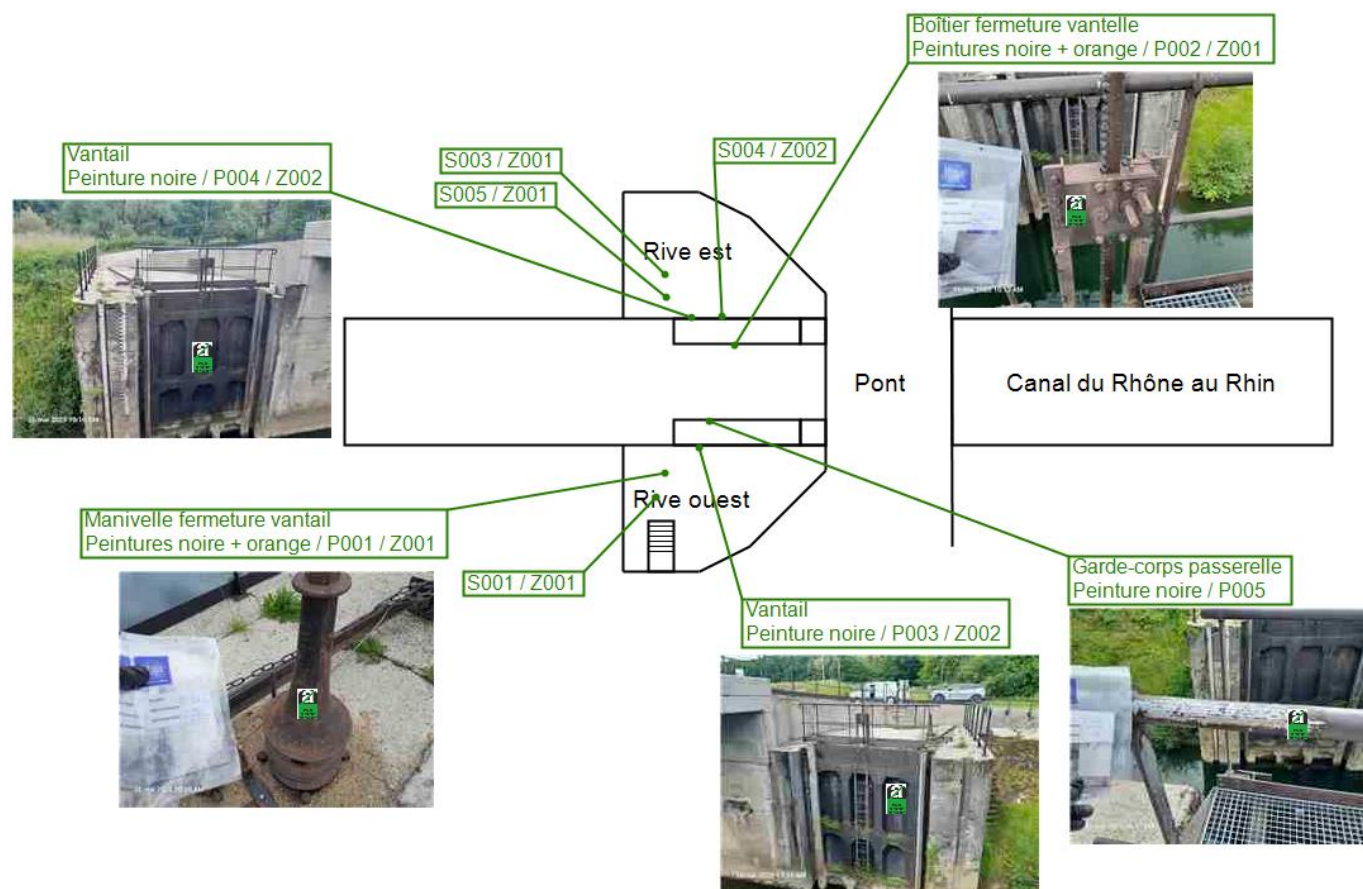 Boîtier fermeture vantelle
Peintures noire + orange / P002 / Z001
Vantail
Peinture noire / P004 / Z002
S003 / Z001
S004 / Z002
S005 / Z001
Rive est
Pont
Canal du Rhône au Rhin
Rive ouest
Manivelle fermeture vantail
Peintures noire + orange / P001 / Z001
S001 / Z001
Garde-corps passerelle
Peinture noire / P005
Vantail
Peinture noire / P003 / Z002